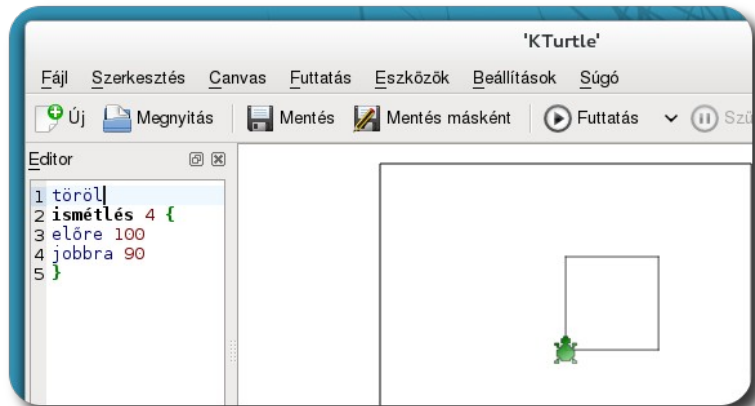 'KTurtle'
Fájl Szerkesztés Canvas Futtatás Eszközök Beállítások Súgó
Új Megnyitás Mentés Mentés másként Futtatás
Editor
1 töröl
2 ismétlés 4 {
3 előre 100
4 jobbra 90
5 }